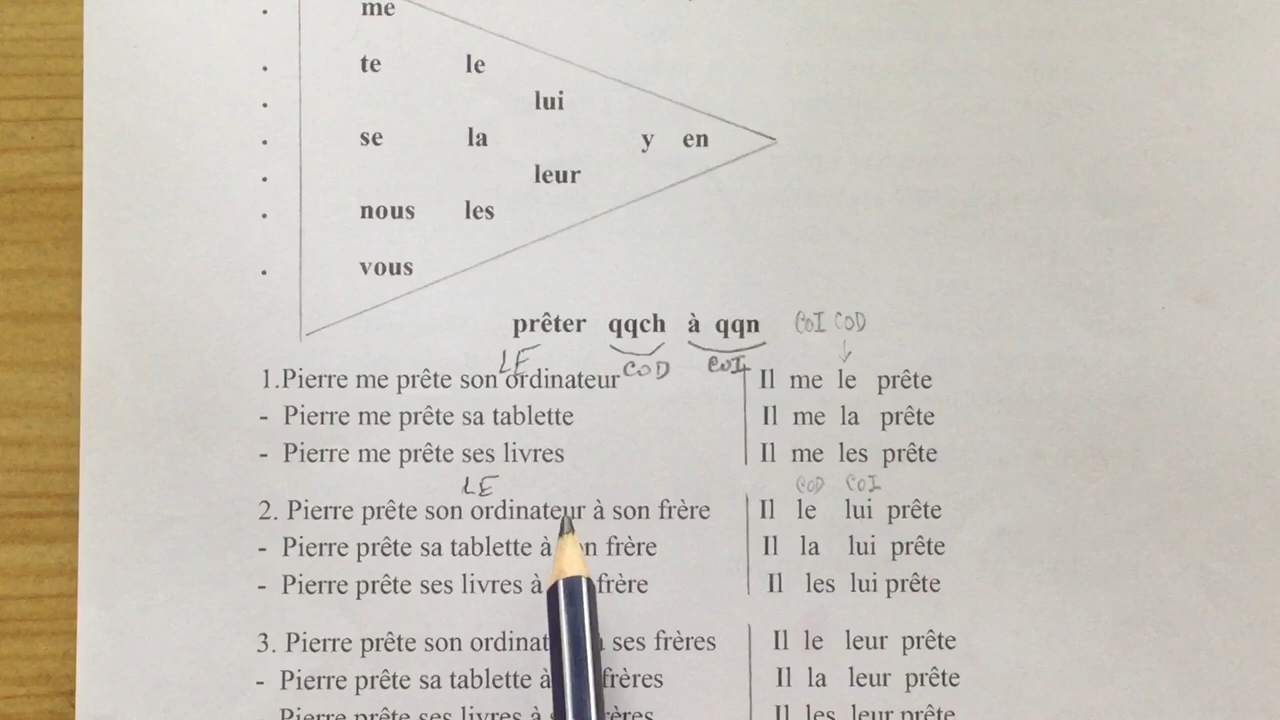 me
te le
lui
se la y en
leur
nous les
vous
prêter qqch à qqn COI COD
LE COD COI
1.Pierre me prête son ordinateur Il me le prête
- Pierre me prête sa tablette Il me la prête
- Pierre me prête ses livres Il me les prête
LE COD COI
2. Pierre prête son ordinateur à son frère Il le lui prête
- Pierre prête sa tablette à frère Il la lui prête
- Pierre prête ses livres à frère Il les lui prête
3. Pierre prête son ses frères Il le leur prête
- Pierre prête sa tablette à frères Il la leur prête
Pierre prête ses livres à Il les leur prête